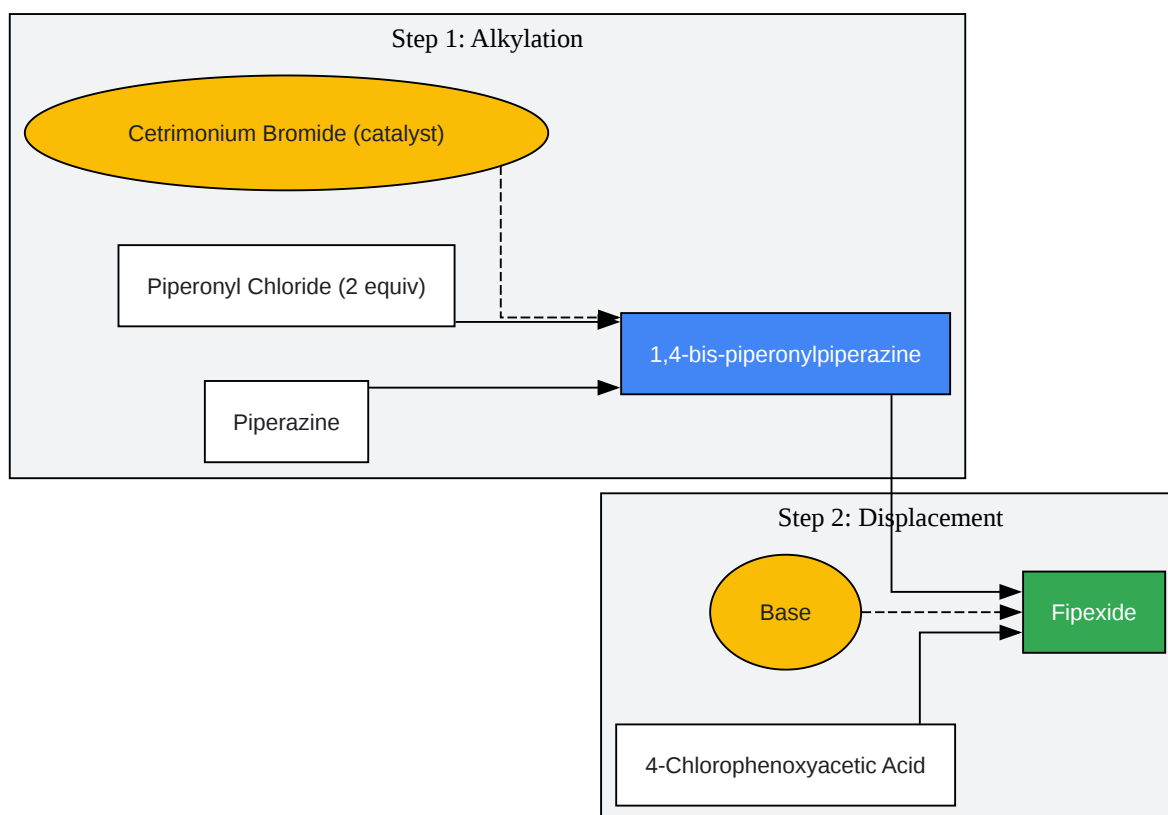 Step 1: Alkylation
Cetrimonium Bromide (catalyst)
Piperonyl Chloride (2 equiv)
1,4-bis-piperonylpiperazine
Piperazine
Step 2: Displacement
Base
Fipexide
4-Chlorophenoxyacetic Acid